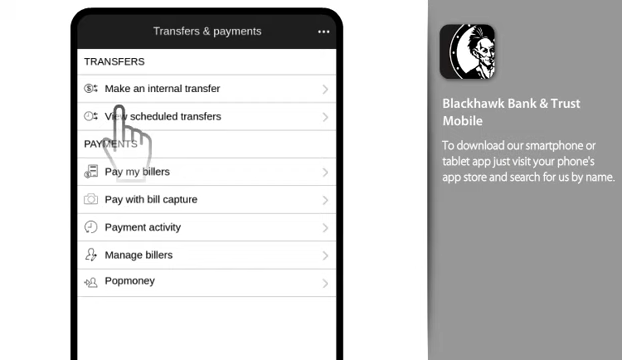 Transfers & payments
TRANSFERS
Make an internal transfer
View scheduled transfers
PAYMENTS
Pay my billers
Pay with bill capture
Payment activity
Manage billers
Popmoney
Blackhawk Bank & Trust
Mobile
To download our smartphone or
tablet app just visit your phone's
app store and search for us by name.